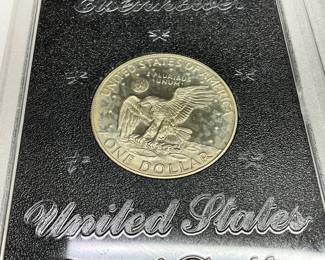 Eisenhower
UNITED STATES OF AMERICA
E PLURIBUS
UNUM
ONE DOLLAR
United States